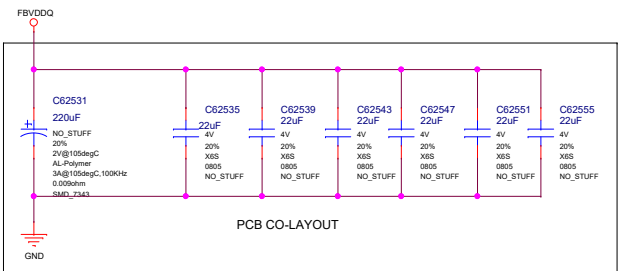 FBVDDQ
C62531
220uF
NO_STUFF
20%
2V@105degC
AL-Polymer
3A@105degC,100KHz
0.009ohm
SMD_7343
C62535
22uF
4V
20%
X6S
0805
NO_STUFF
C62539
22uF
4V
20%
X6S
0805
NO_STUFF
C62543
22uF
4V
20%
X6S
0805
NO_STUFF
C62547
22uF
4V
20%
X6S
0805
NO_STUFF
C62551
22uF
4V
20%
X6S
0805
NO_STUFF
C62555
22uF
4V
20%
X6S
0805
NO_STUFF
PCB CO-LAYOUT
GND